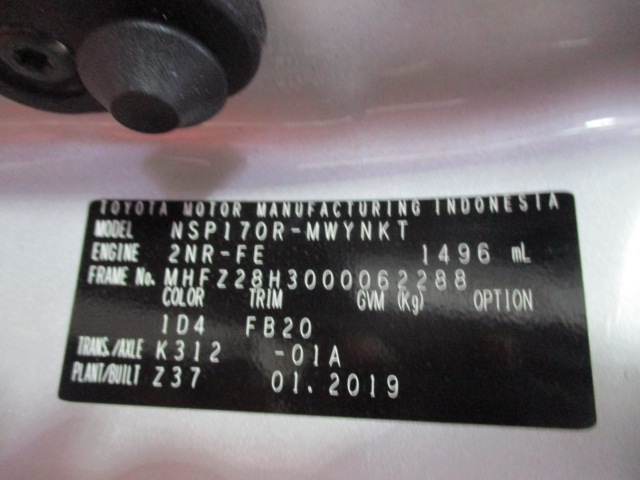 TOYOTA MOTOR MANUFACTURING INDONESIA
MODEL NSP170R-MWYNKT
ENGINE 2NR-FE 1496 mL
FRAME No. MHFZ28H3000062288
COLOR TRIM GVM (Kg) OPTION
1D4 FB20
TRANS./AXLE K312 -01A
PLANT/BUILT Z37 01.2019